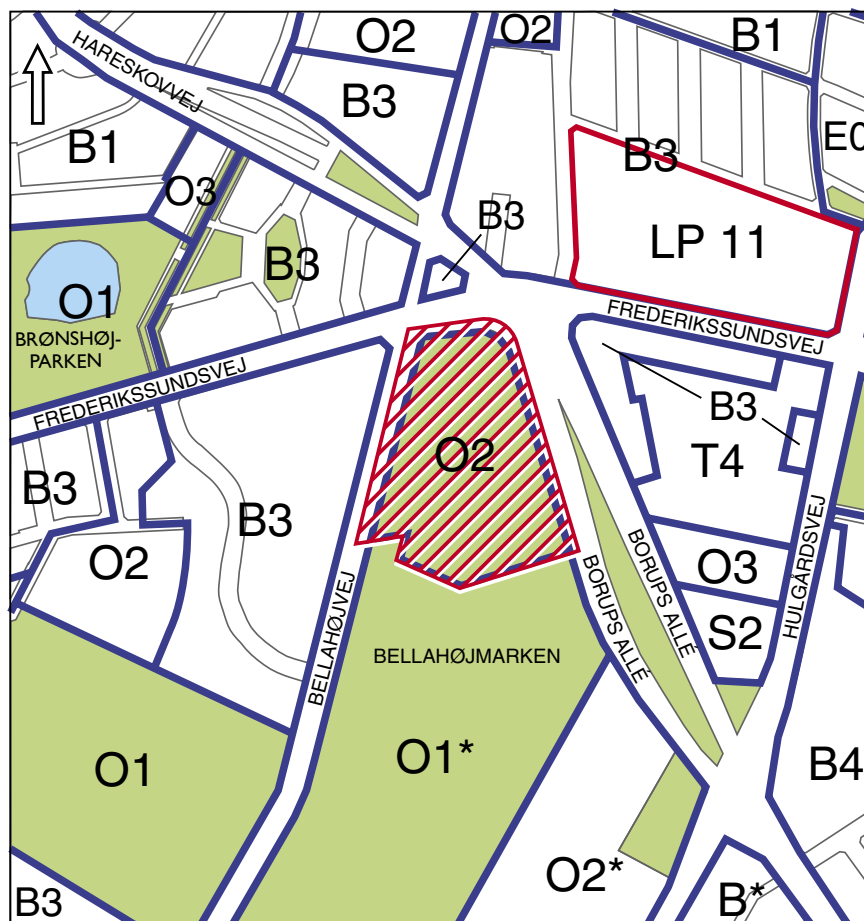 O2
O2
B1
HARESKOVVEJ
B3
B1
B3
E0
O3
B3
LP 11
B3
O1
BRØNSHØJ-
PARKEN
FREDERIKSSUNDSVEJ
FREDERIKSSUNDSVEJ
B3
O2
T4
B3
B3
O2
BORUPS ALLÉ
BORUPS ALLÉ
O3
HULGÅRDSVEJ
S2
BELLAHØJVEJ
BELLAHØJMARKEN
O1
O1*
B4
O2*
B*
B3